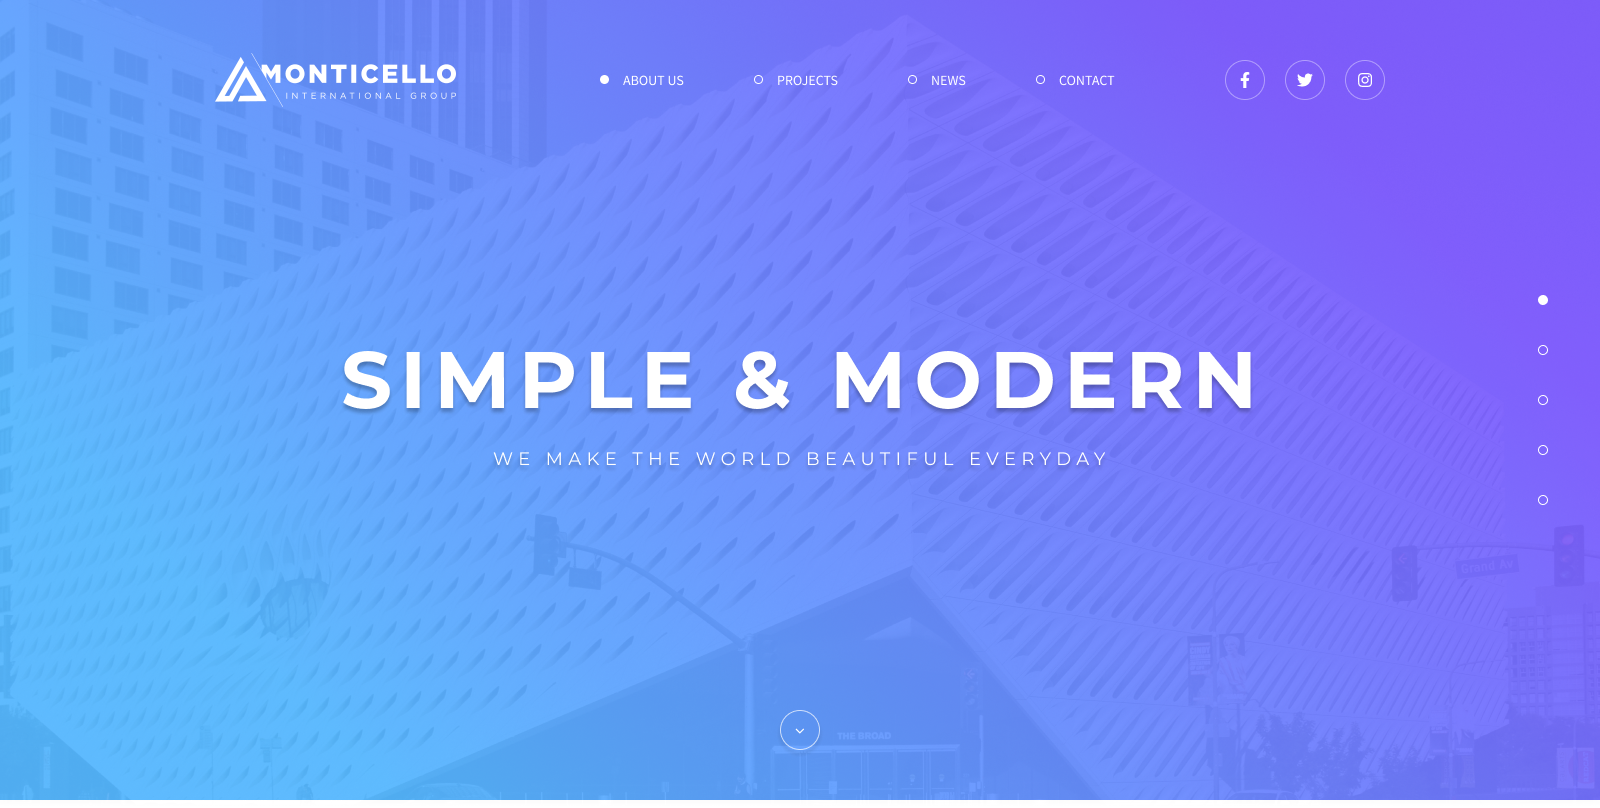 MONTICELLO
INTERNATIONAL GROUP
ABOUT US
PROJECTS
NEWS
CONTACT
SIMPLE & MODERN
WE MAKE THE WORLD BEAUTIFUL EVERYDAY
Grand Av
THE BROAD